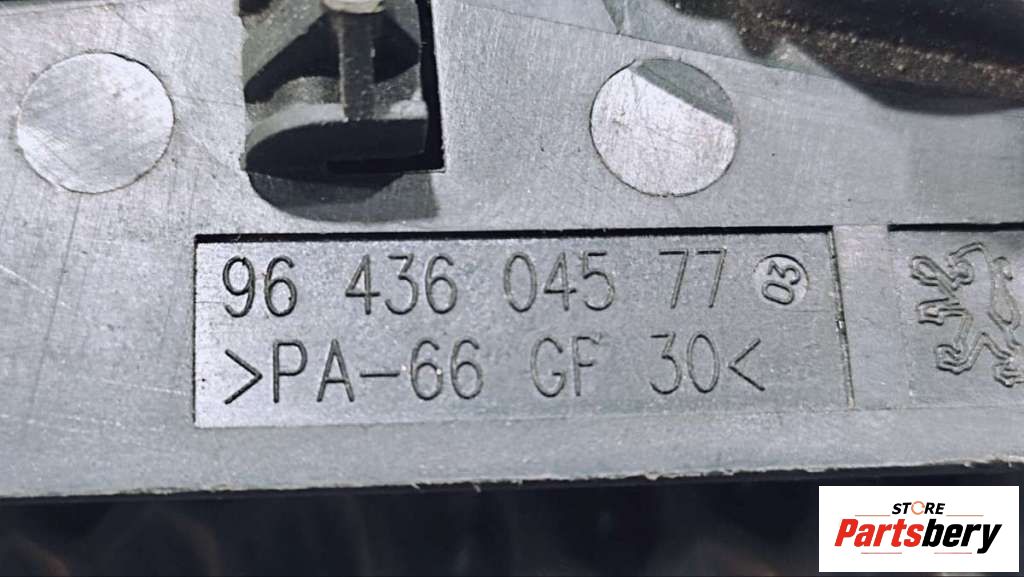 96 436 045 77 03
>PA-66 GF 30<
STORE
Partsbery